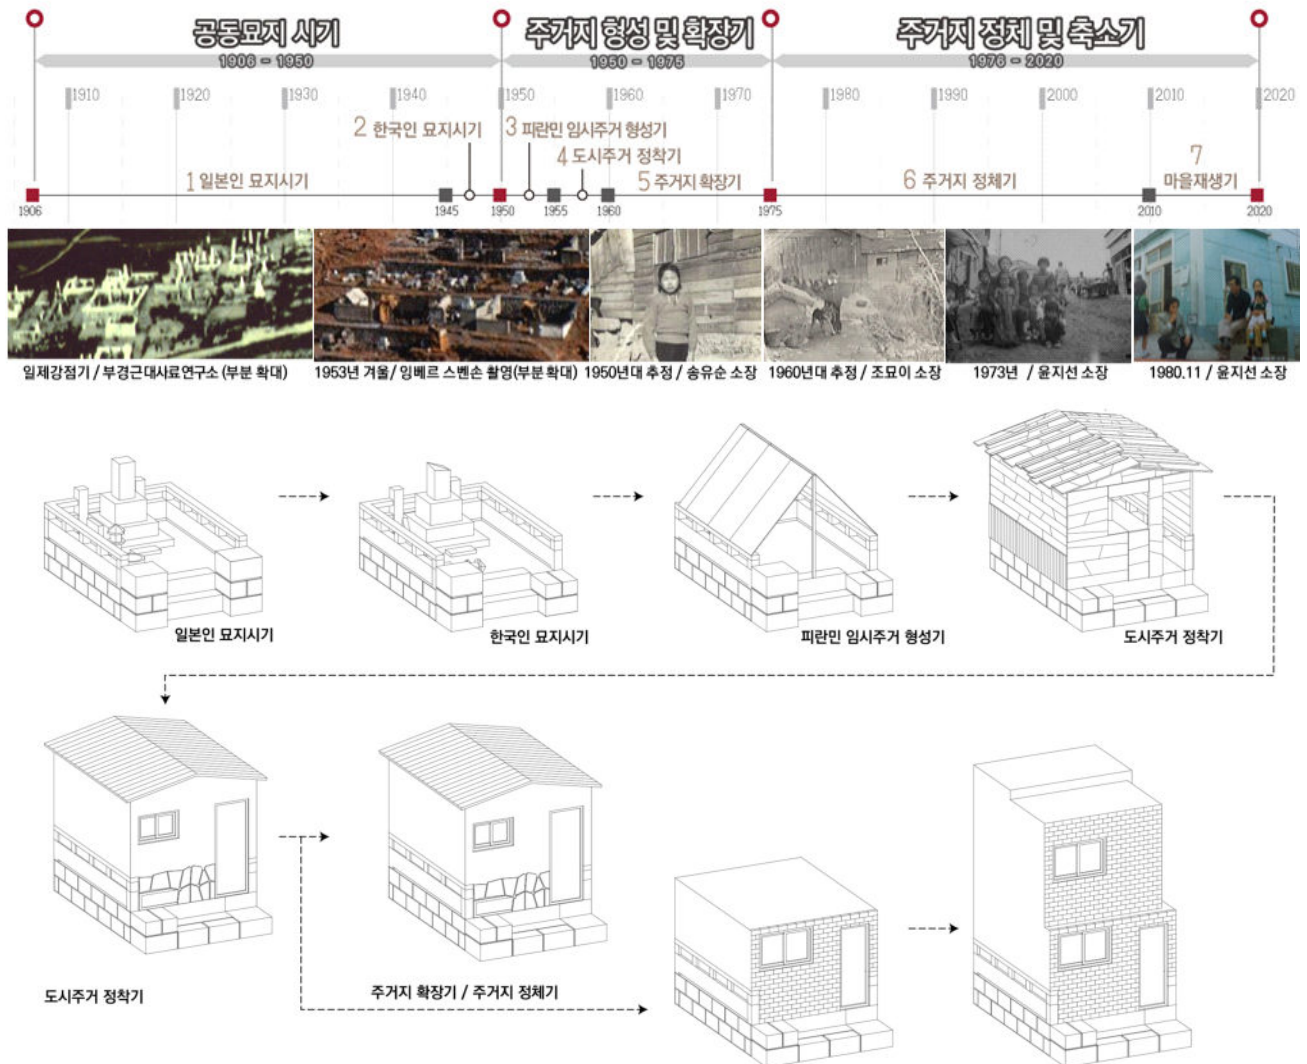 공동묘지 시기
1906 - 1950
주거지 형성 및 확장기
1950 - 1975
주거지 정체 및 축소기
1976 - 2020
1910
1920
1930
1940
1950
1960
1970
1980
1990
2000
2010
2020
2 한국인 묘지시기
3 피란민 임시주거 형성기
4 도시주거 정착기
1 일본인 묘지시기
5 주거지 확장기
6 주거지 정체기
7
마을재생기
1906
1945
1950
1955
1960
1975
2010
2020
일제강점기 / 부경근대사료연구소 (부분 확대)
1953년 겨울/ 잉베르 스벤손 촬영(부분확대)
1950년대 추정 / 송유순 소장
1960년대 추정 / 조묘이 소장
1973년 / 윤지선 소장
1980.11 / 윤지선 소장
일본인 묘지시기
한국인 묘지시기
피란민 임시주거 형성기
도시주거 정착기
도시주거 정착기
주거지 확장기 / 주거지 정체기